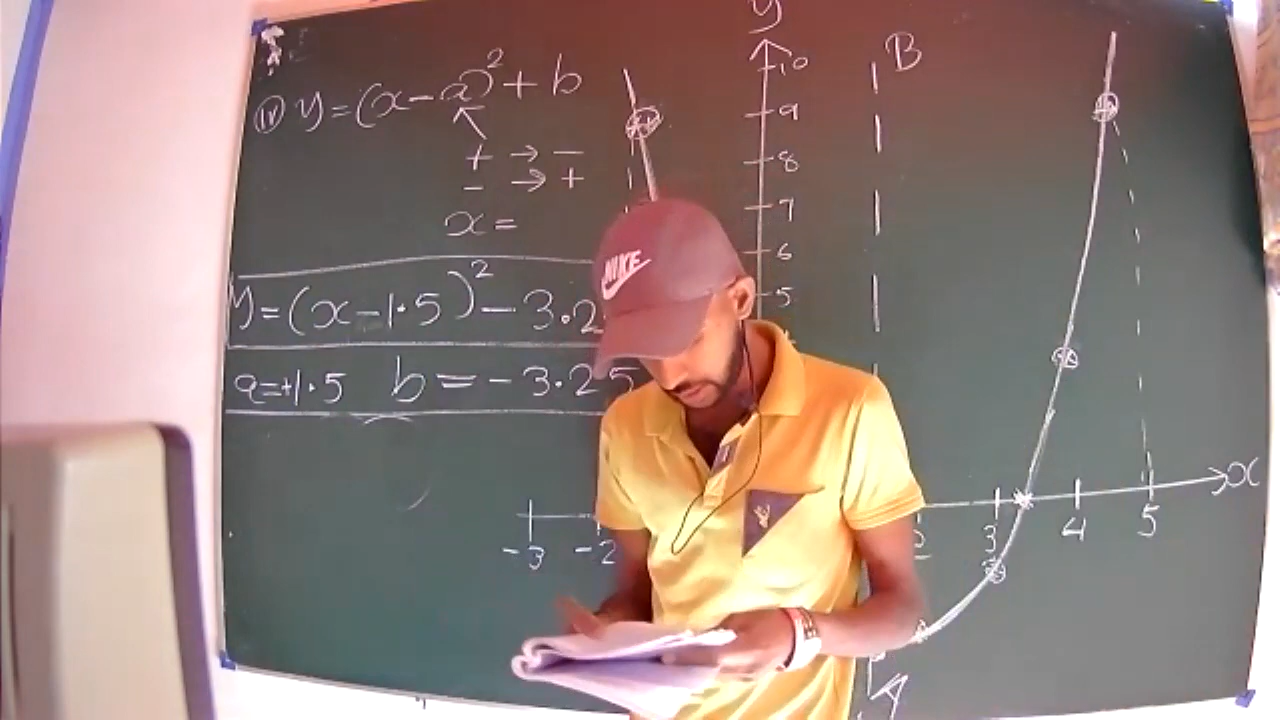 (iv) y = (x - a)² + b
+ → -
- → +
x =
y = (x - 1.5)² - 3.2
a = +1.5 b = -3.25
y
10
9
8
7
6
5
B
NIKE
-3 -2 2 3 4 5 x
A